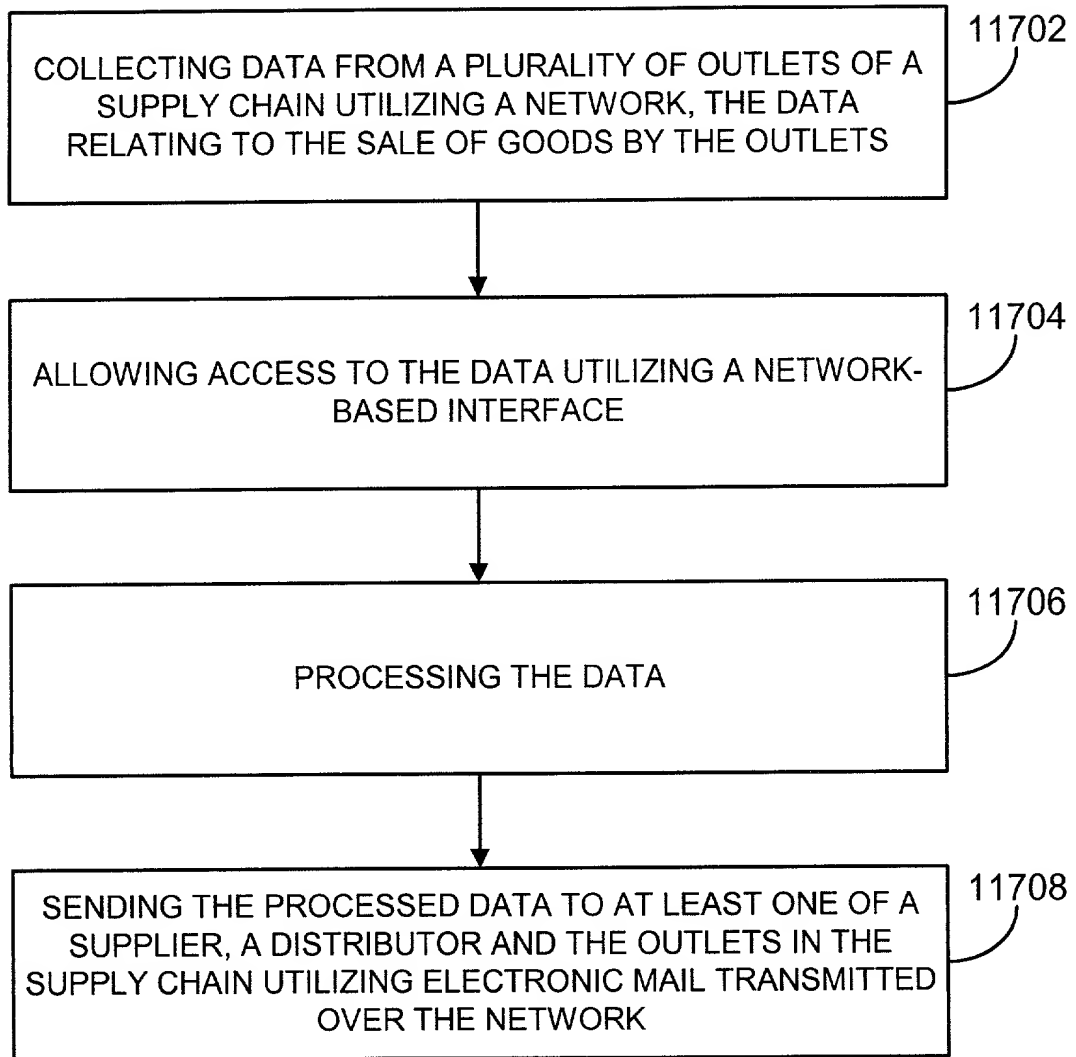 11702
COLLECTING DATA FROM A PLURALITY OF OUTLETS OF A
SUPPLY CHAIN UTILIZING A NETWORK, THE DATA
RELATING TO THE SALE OF GOODS BY THE OUTLETS
11704
ALLOWING ACCESS TO THE DATA UTILIZING A NETWORK-
BASED INTERFACE
11706
PROCESSING THE DATA
11708
SENDING THE PROCESSED DATA TO AT LEAST ONE OF A
SUPPLIER, A DISTRIBUTOR AND THE OUTLETS IN THE
SUPPLY CHAIN UTILIZING ELECTRONIC MAIL TRANSMITTED
OVER THE NETWORK